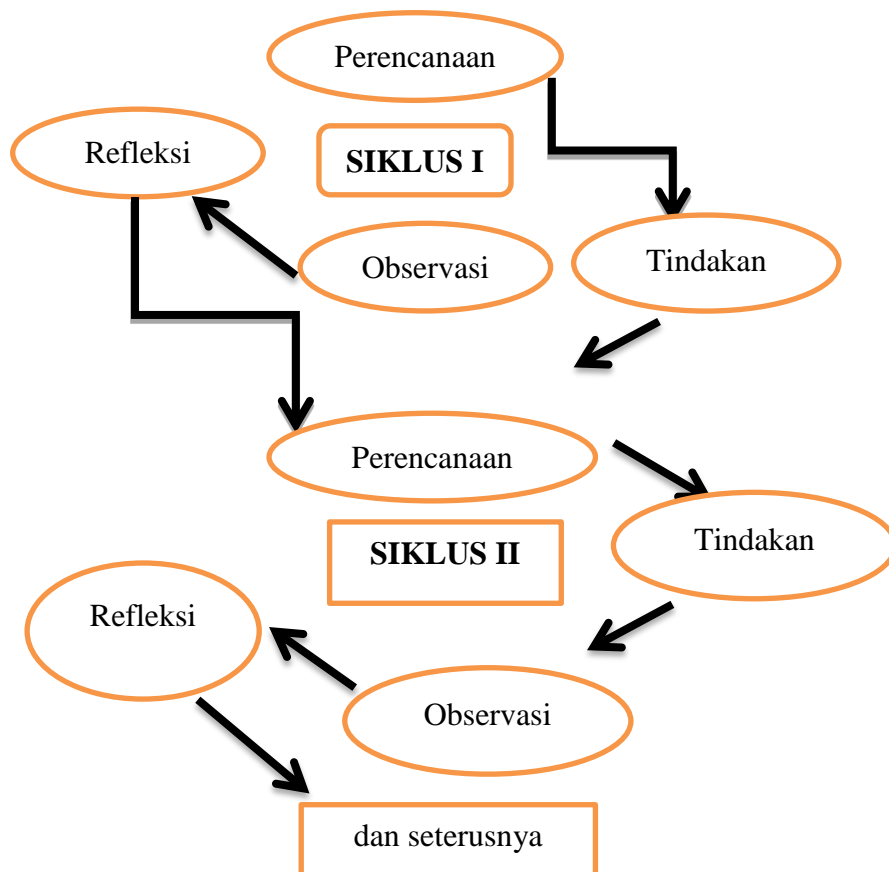 Perencanaan
Refleksi
SIKLUS I
Observasi
Tindakan
Perencanaan
SIKLUS II
Tindakan
Refleksi
Observasi
dan seterusnya